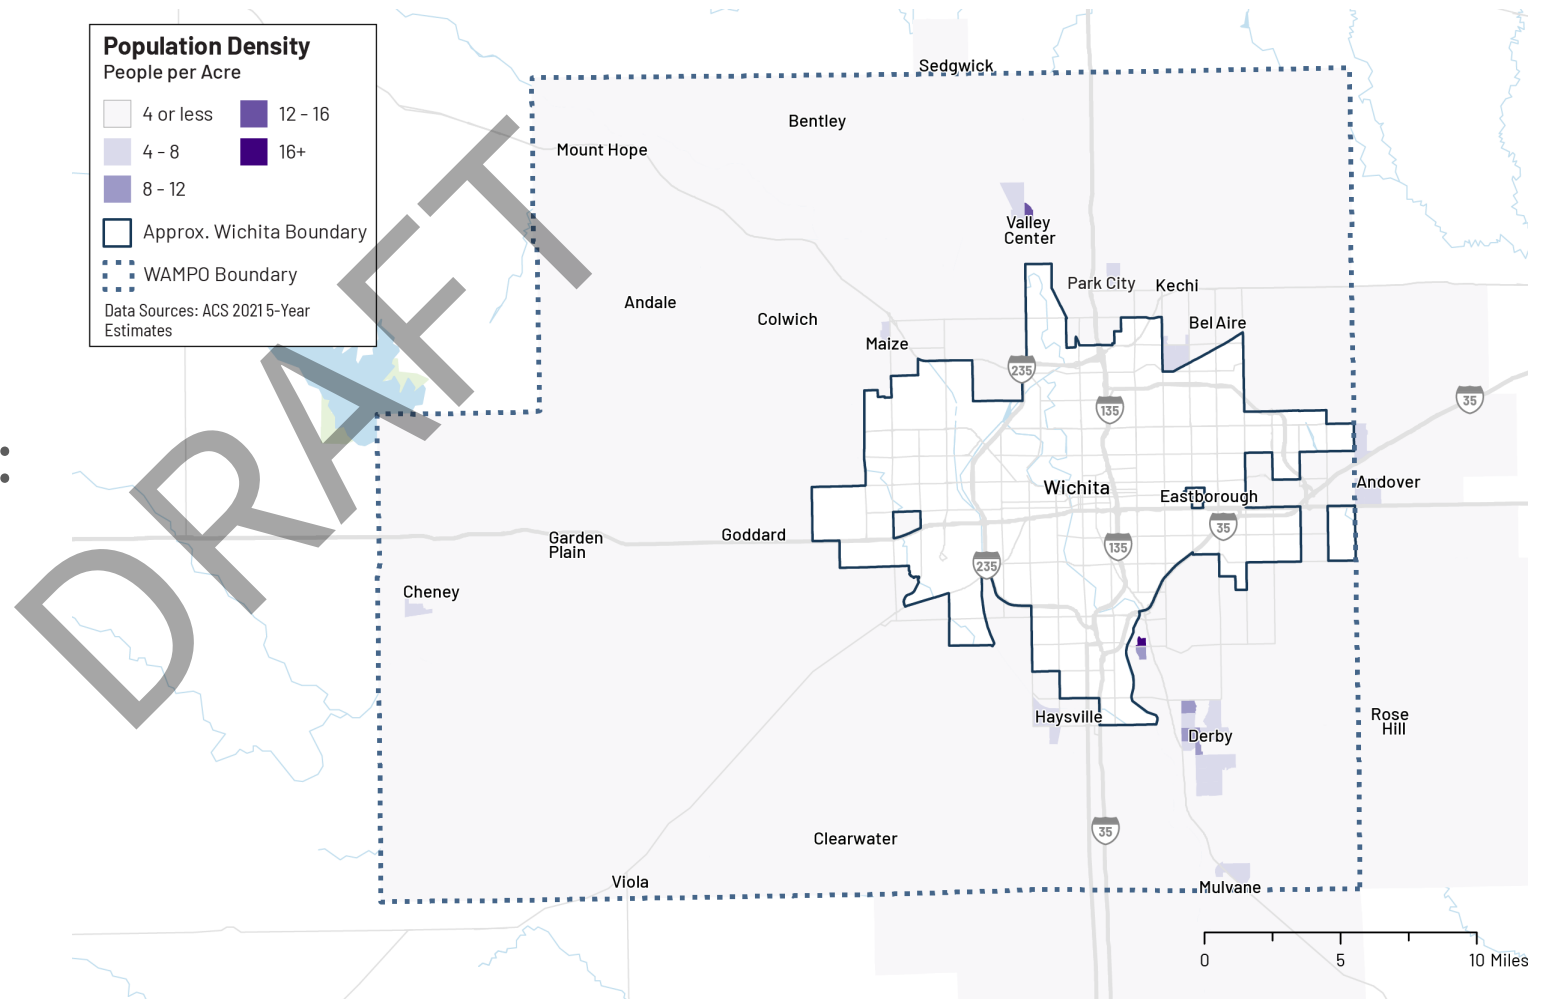 Population Density
People per Acre
4 or less
12 - 16
4 - 8
16+
8 - 12
Approx. Wichita Boundary
WAMPO Boundary
Data Sources: ACS 2021 5-Year
Estimates
DRAFT
:
Sedgwick
Bentley
Mount Hope
Valley
Center
Park City
Kechi
Andale
Colwich
Bel Aire
Maize
235
135
35
Wichita
Eastborough
Andover
35
Goddard
Garden
Plain
135
235
Cheney
Haysville
Derby
Rose
Hill
35
Clearwater
Viola
Mulvane
0
5
10 Miles